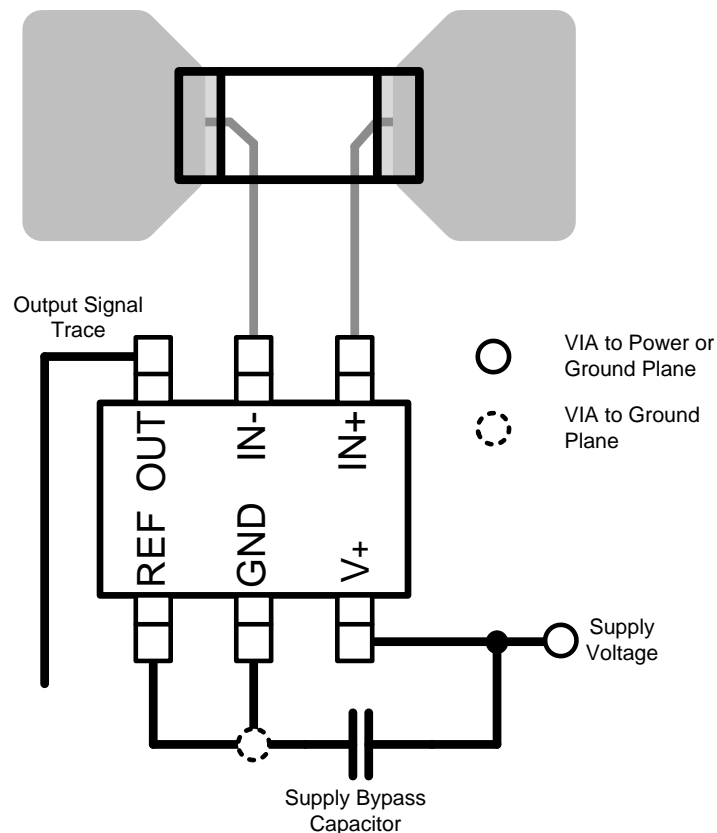 Output Signal
Trace
VIA to Power or
Ground Plane
VIA to Ground
Plane
OUT
IN-
IN+
REF
GND
V+
Supply
Voltage
Supply Bypass
Capacitor